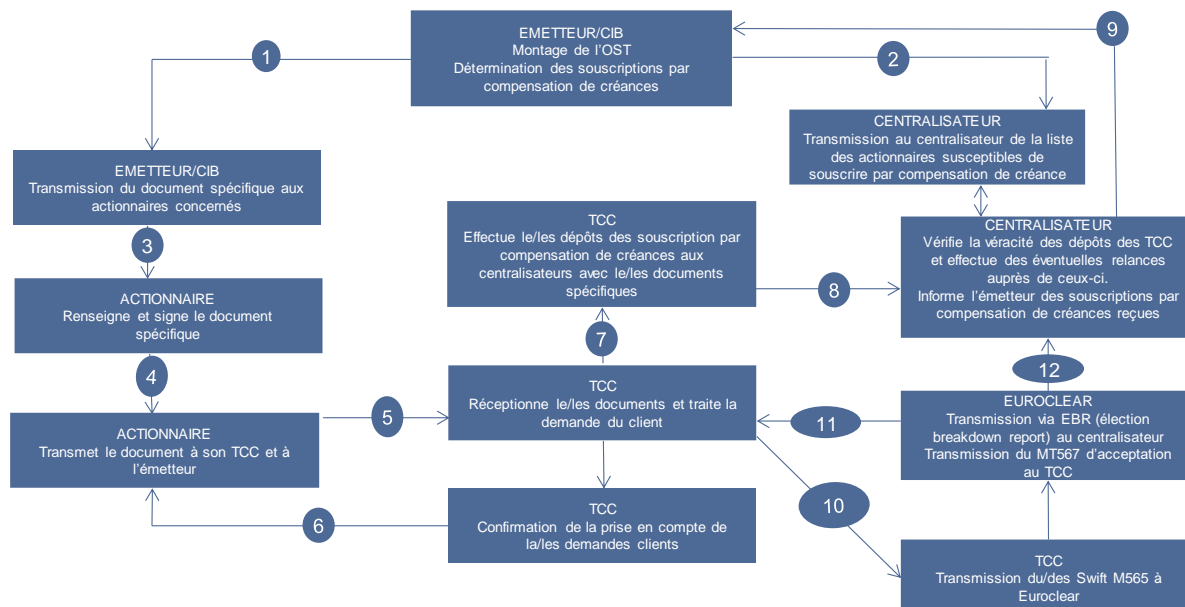 EMETTEUR/CIB
Montage de l'OST
Détermination des souscriptions par
compensation de créances
9
1
2
CENTRALISATEUR
Transmission au centralisateur de la liste
des actionnaires susceptibles de
souscrire par compensation de créance
EMETTEUR/CIB
Transmission du document spécifique aux
actionnaires concernés
TCC
Effectue le/les dépôts des souscription par
compensation de créances aux
centralisateurs avec le/les documents
spécifiques
CENTRALISATEUR
Vérifie la véracité des dépôts des TCC
et effectue des éventuelles relances
auprès de ceux-ci.
Informe l'émetteur des souscriptions par
compensation de créances reçues
3
8
ACTIONNAIRE
Renseigne et signe le document
spécifique
7
4
12
TCC
Réceptionne le/les documents et traite la
demande du client
5
11
EUROCLEAR
Transmission via EBR (élection
breakdown report) au centralisateur
Transmission du MT567 d'acceptation
au TCC
ACTIONNAIRE
Transmet le document à son TCC et à
l'émetteur
10
6
TCC
Confirmation de la prise en compte de
la/les demandes clients
TCC
Transmission du/des Swift M565 à
Euroclear